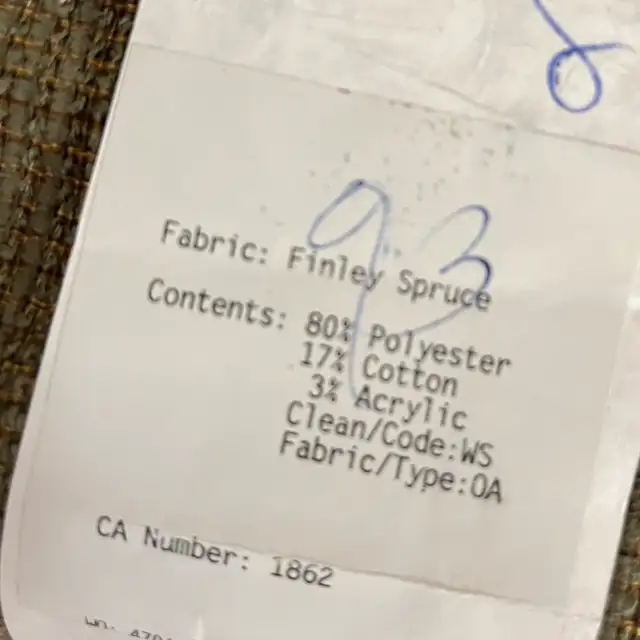 93
Fabric: Finley Spruce
Contents: 80% Polyester
17% Cotton
3% Acrylic
Clean/Code:WS
Fabric/Type:OA
CA Number: 1862